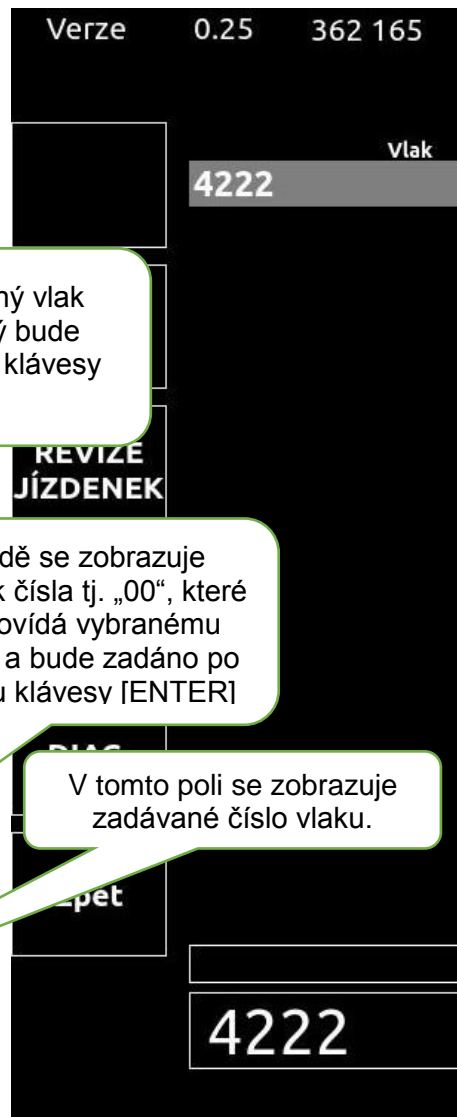 Verze 0.25 362 165
Vlak
4222
ný vlak
ý bude
klávesy
REVIZE
JÍZDENEK
dě se zobrazuje
k čísla tj. „00“, které
ovídá vybranému
a bude zadáno po
u klávesy [ENTER]
V tomto poli se zobrazuje
zadávané číslo vlaku.
4222